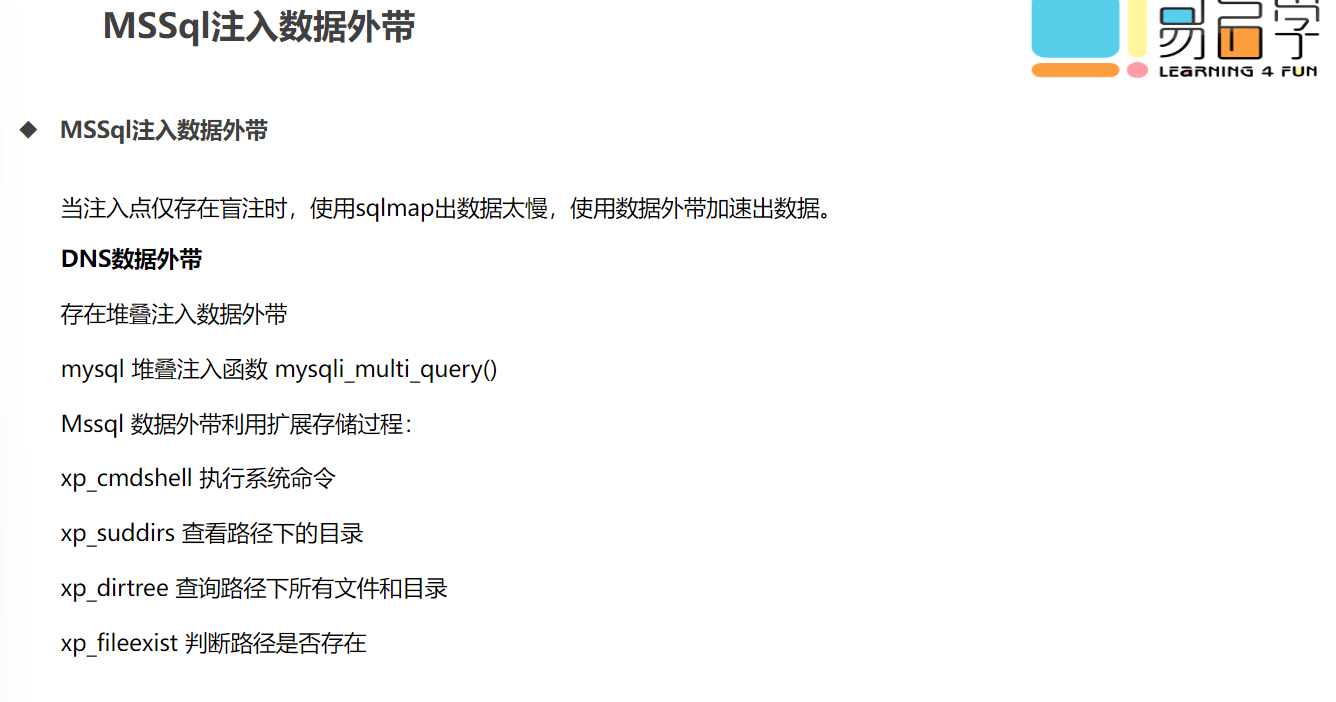 MSSql注入数据外带
LEARNING 4 FUN
MSSql注入数据外带
当注入点仅存在盲注时，使用sqlmap出数据太慢，使用数据外带加速出数据。
DNS数据外带
存在堆叠注入数据外带
mysql 堆叠注入函数 mysqli_multi_query()
Mssql 数据外带利用扩展存储过程：
xp_cmdshell 执行系统命令
xp_suddirs 查看路径下的目录
xp_dirtree 查询路径下所有文件和目录
xp_fileexist 判断路径是否存在